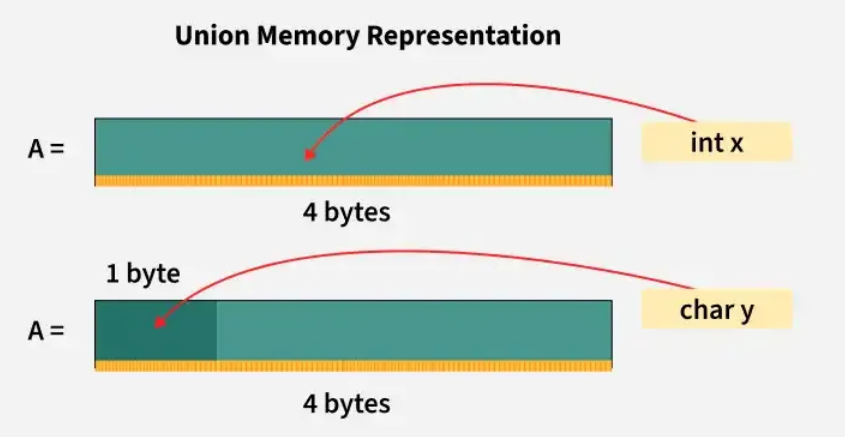 Union Memory Representation
A =
int x
4 bytes
1 byte
A =
char y
4 bytes